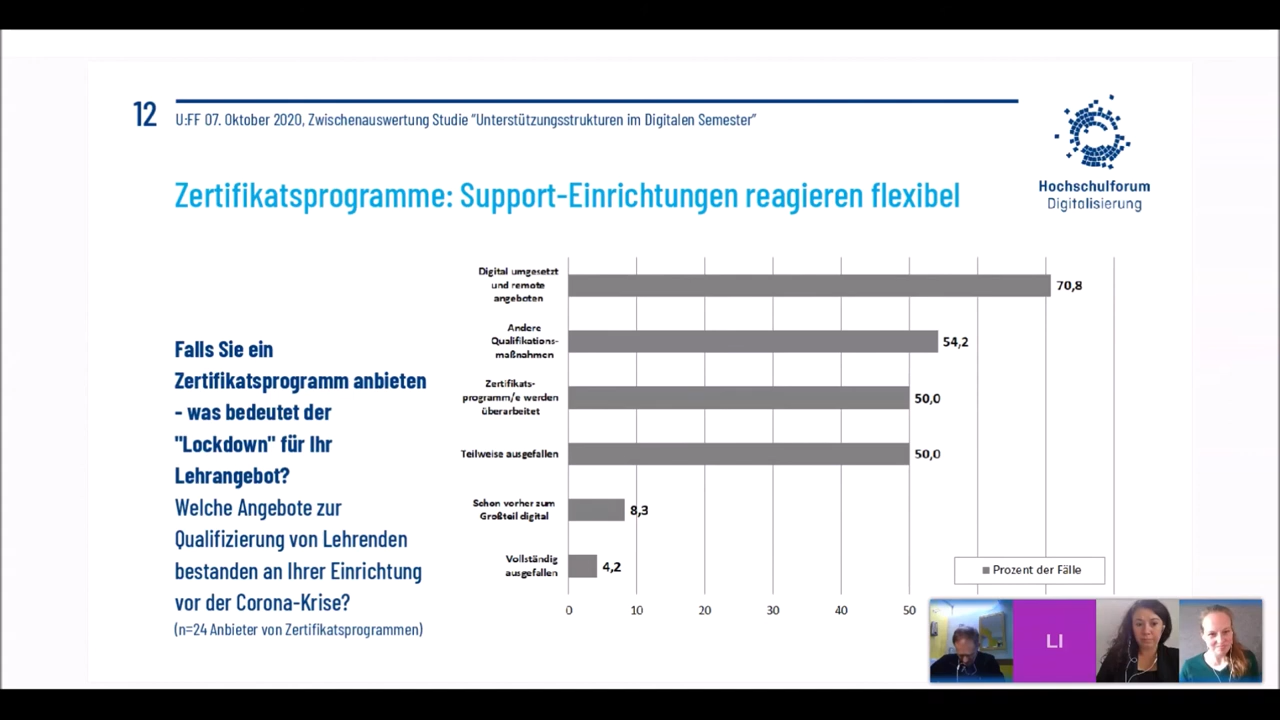 12
U:FF 07. Oktober 2020, Zwischenauswertung Studie "Unterstützungsstrukturen im Digitalen Semester"
Hochschulforum
Digitalisierung
Zertifikatsprogramme: Support-Einrichtungen reagieren flexibel
Falls Sie ein
Zertifikatsprogramm anbieten
- was bedeutet der
"Lockdown" für Ihr
Lehrangebot?
Welche Angebote zur
Qualifizierung von Lehrenden
bestanden an Ihrer Einrichtung
vor der Corona-Krise?
(n=24 Anbieter von Zertifikatsprogrammen)
Digital umgesetzt
und remote
angeboten
70,8
Andere
Qualifikations-
maßnahmen
54,2
Zertifikats-
programm/e werden
überarbeitet
50,0
Teilweise ausgefallen
50,0
Schon vorher zum
Großteil digital
8,3
Vollständig
ausgefallen
4,2
Prozent der Fälle
0 10 20 30 40 50
LI